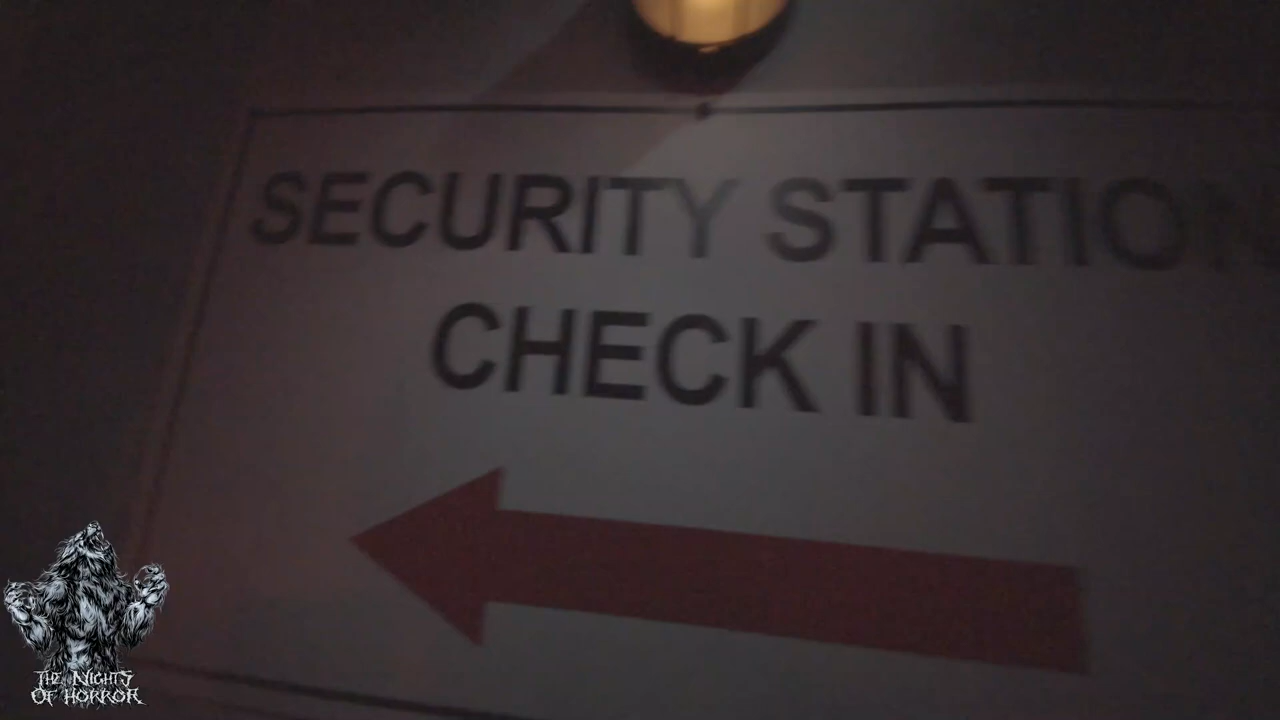 SECURITY STATION
CHECK IN
THE NIGHTS
OF HORROR